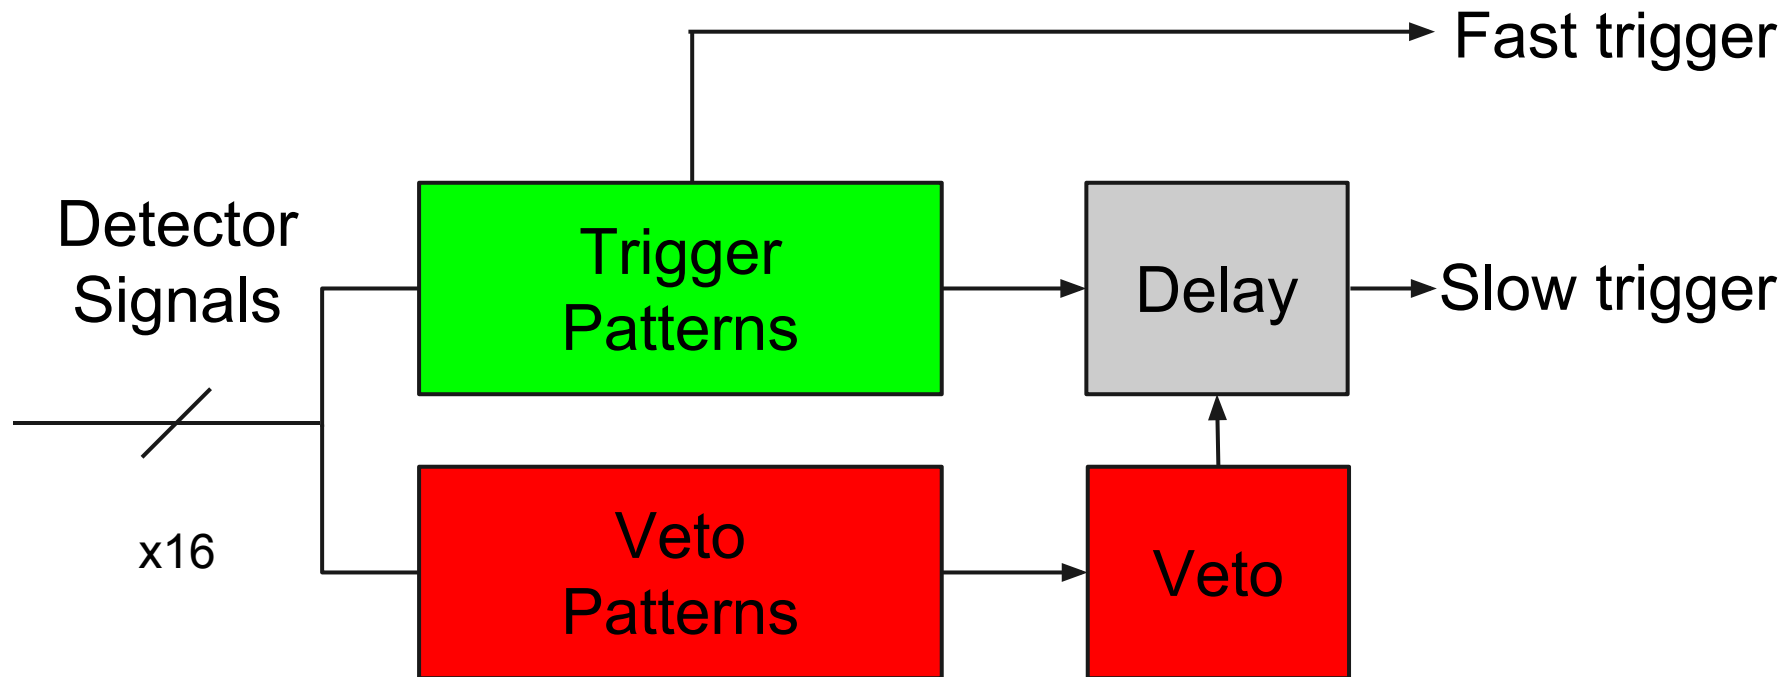 Fast trigger
Detector
Signals
Trigger
Patterns
Delay
Slow trigger
x16
Veto
Patterns
Veto